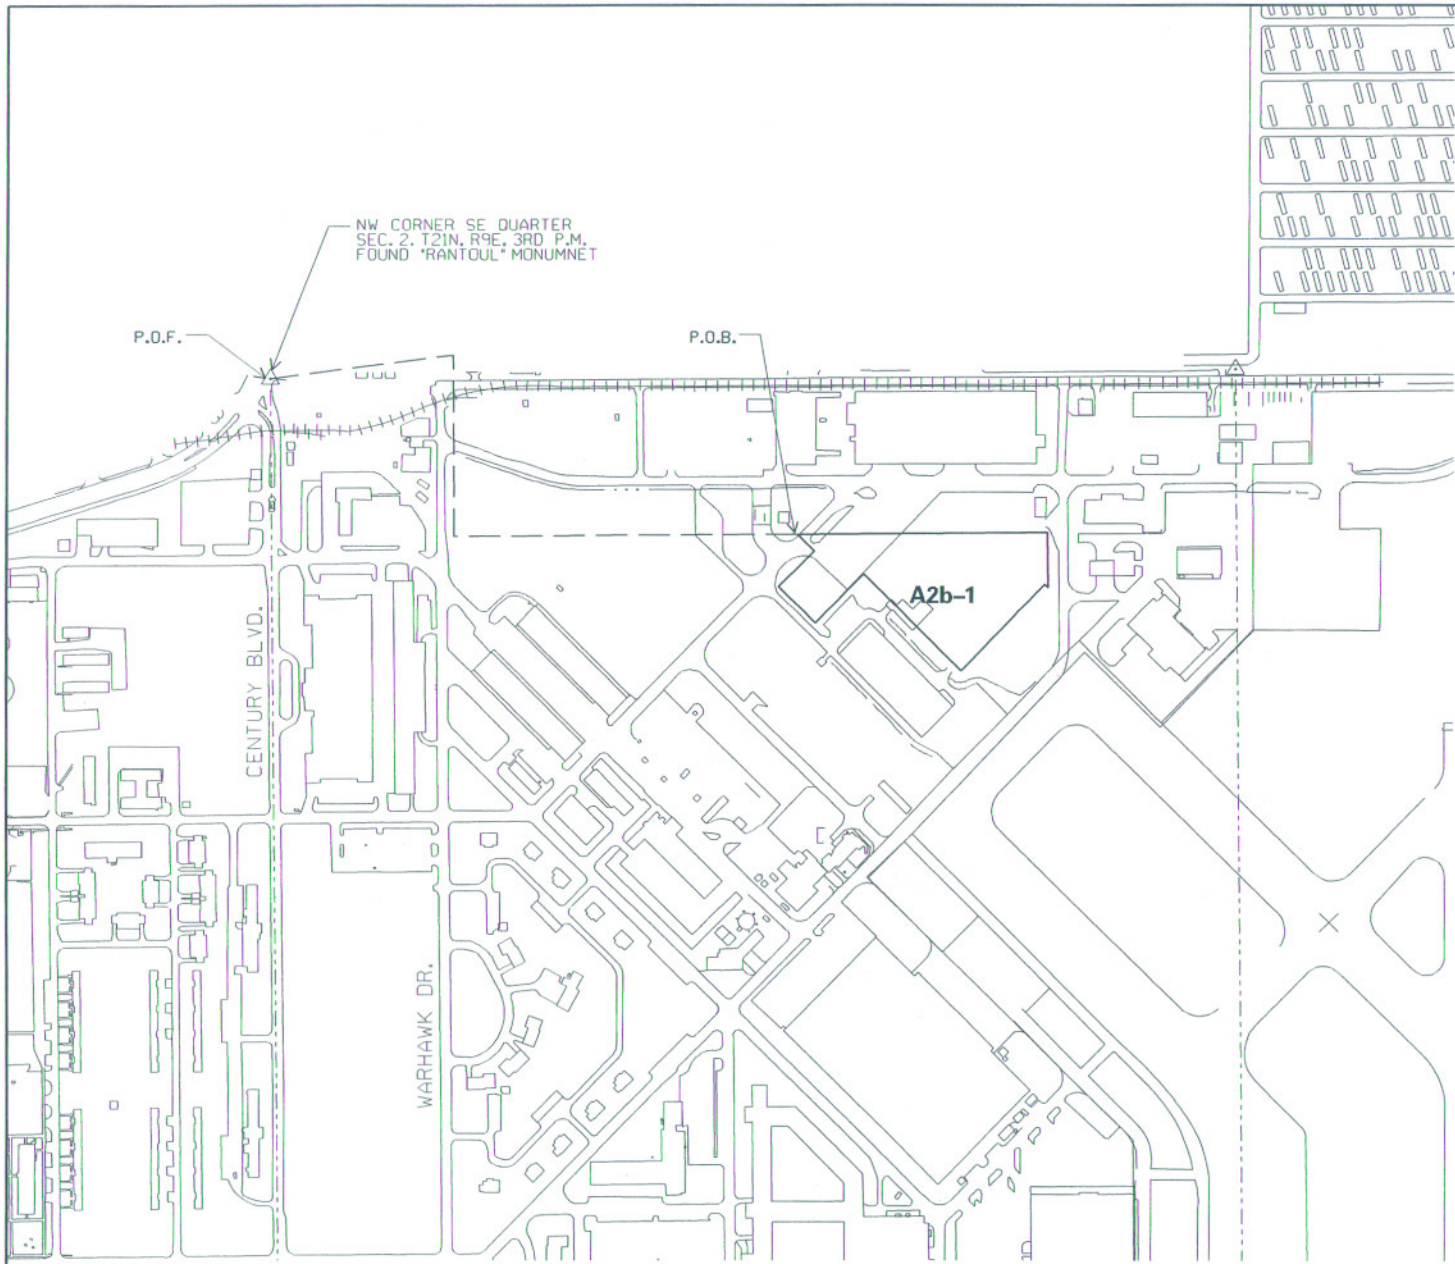 NW CORNER SE QUARTER
SEC. 2, T21N, R9E, 3RD P.M.
FOUND "RANTOUL" MONUMNET
P.O.F.
P.O.B.
A2b-1
CENTURY BLVD.
WARHAWK DR.